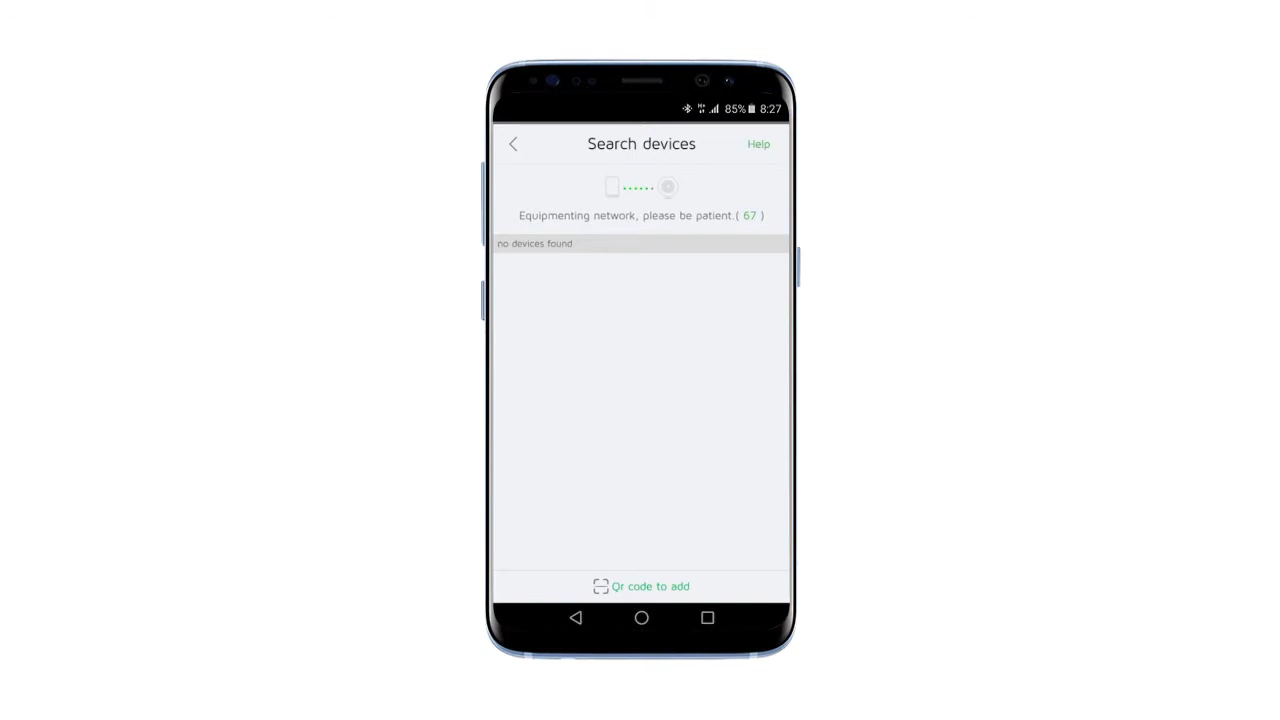 85% 8:27
Search devices
Help
Equipmenting network, please be patient.( 67 )
no devices found
Qr code to add